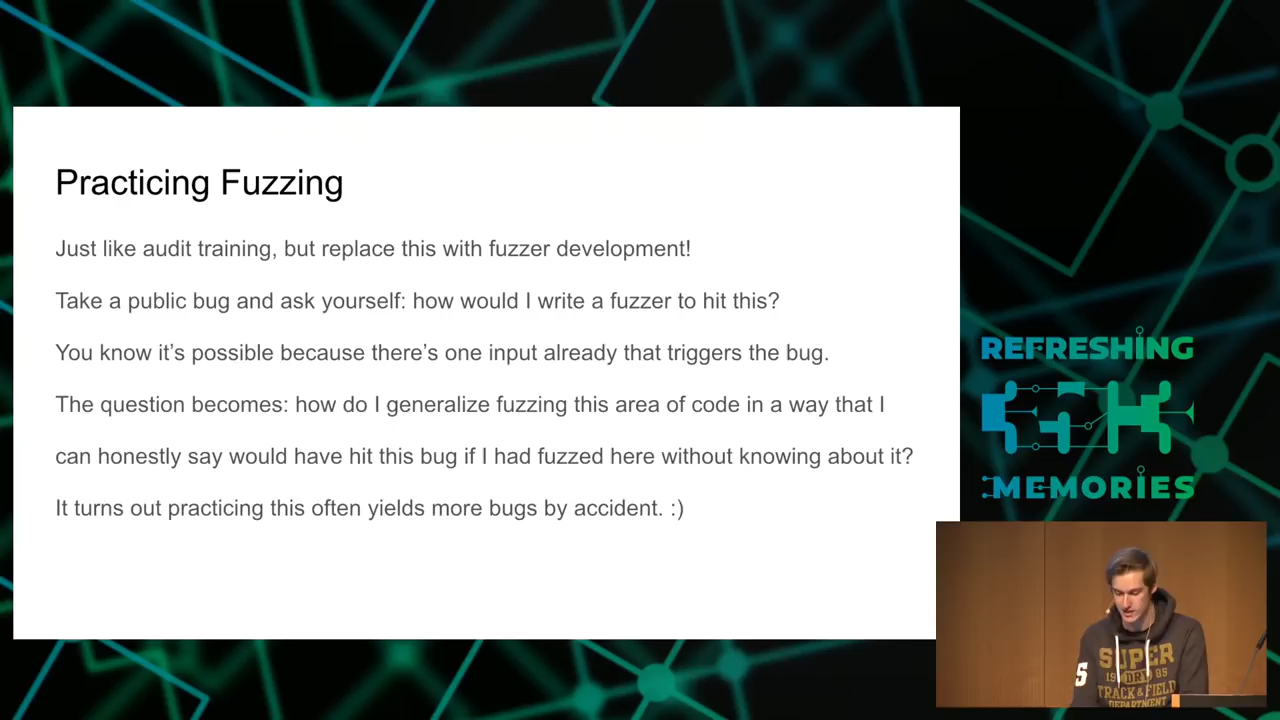 Practicing Fuzzing
Just like audit training, but replace this with fuzzer development!
Take a public bug and ask yourself: how would I write a fuzzer to hit this?
You know it’s possible because there’s one input already that triggers the bug.
The question becomes: how do I generalize fuzzing this area of code in a way that I
can honestly say would have hit this bug if I had fuzzed here without knowing about it?
It turns out practicing this often yields more bugs by accident. :)
REFRESHING
MEMORIES
SUPER
19 DRY 85
TRACK & FIELD
DEPARTMENT
S